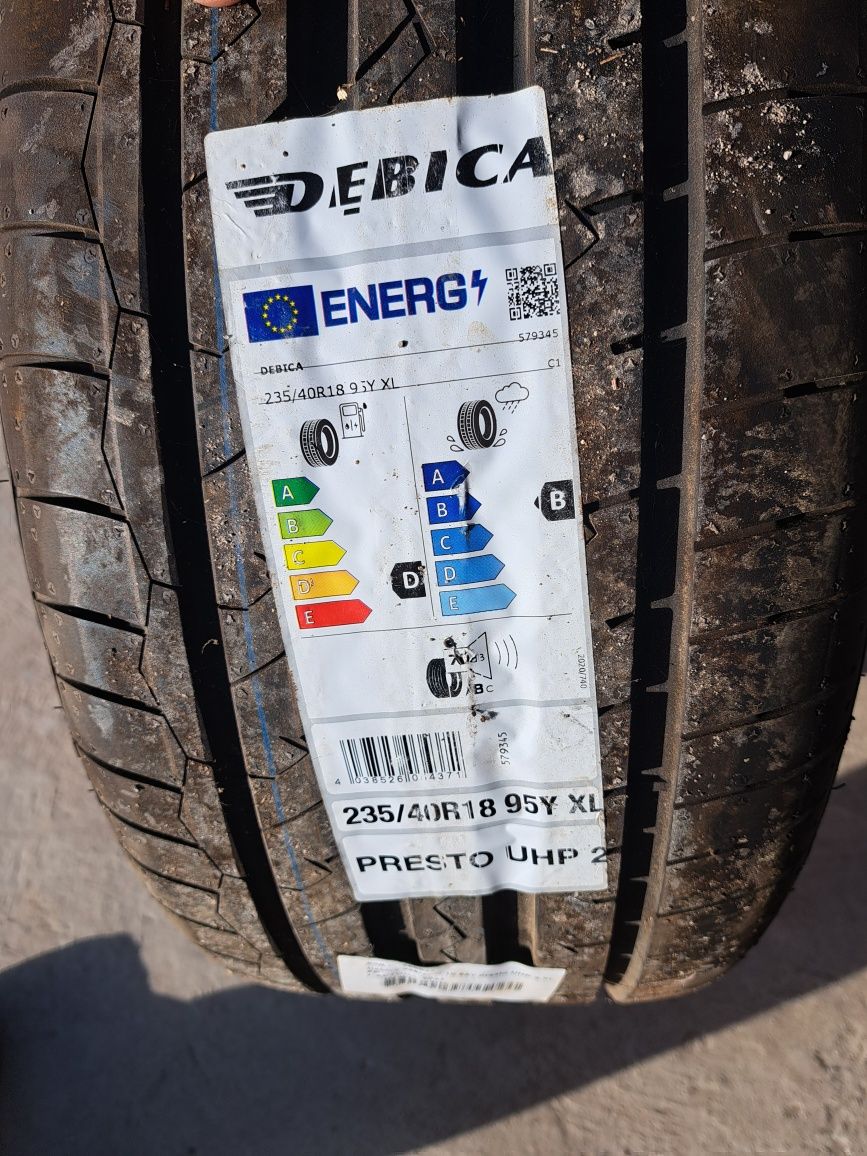 DĘBICA
ENERG
579345
DEBICA
C1
235/40R18 95Y XL
A
B
C
D
E
D
A
B
C
D
E
B
ABC
2020/740
579345
235/40R18 95Y XL
PRESTO UHP 2